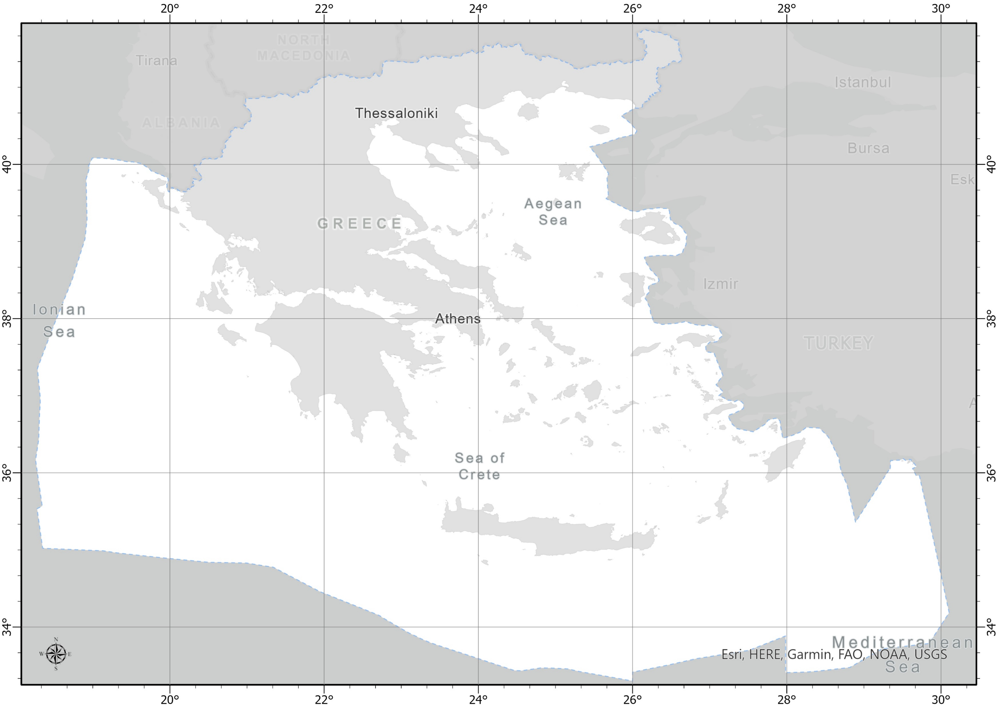 20° 22° 24° 26° 28° 30°
NORTH
MACEDONIA
Tirana
Istanbul
Thessaloniki
ALBANIA
Bursa
40° 40°
Esk
Aegean
Sea
GREECE
Izmir
Ionian
Sea
38° 38°
Athens
TURKEY
A
Sea of
Crete
36° 36°
34° 34°
Mediterranean
Sea
Esri, HERE, Garmin, FAO, NOAA, USGS
N
W E
S
20° 22° 24° 26° 28° 30°